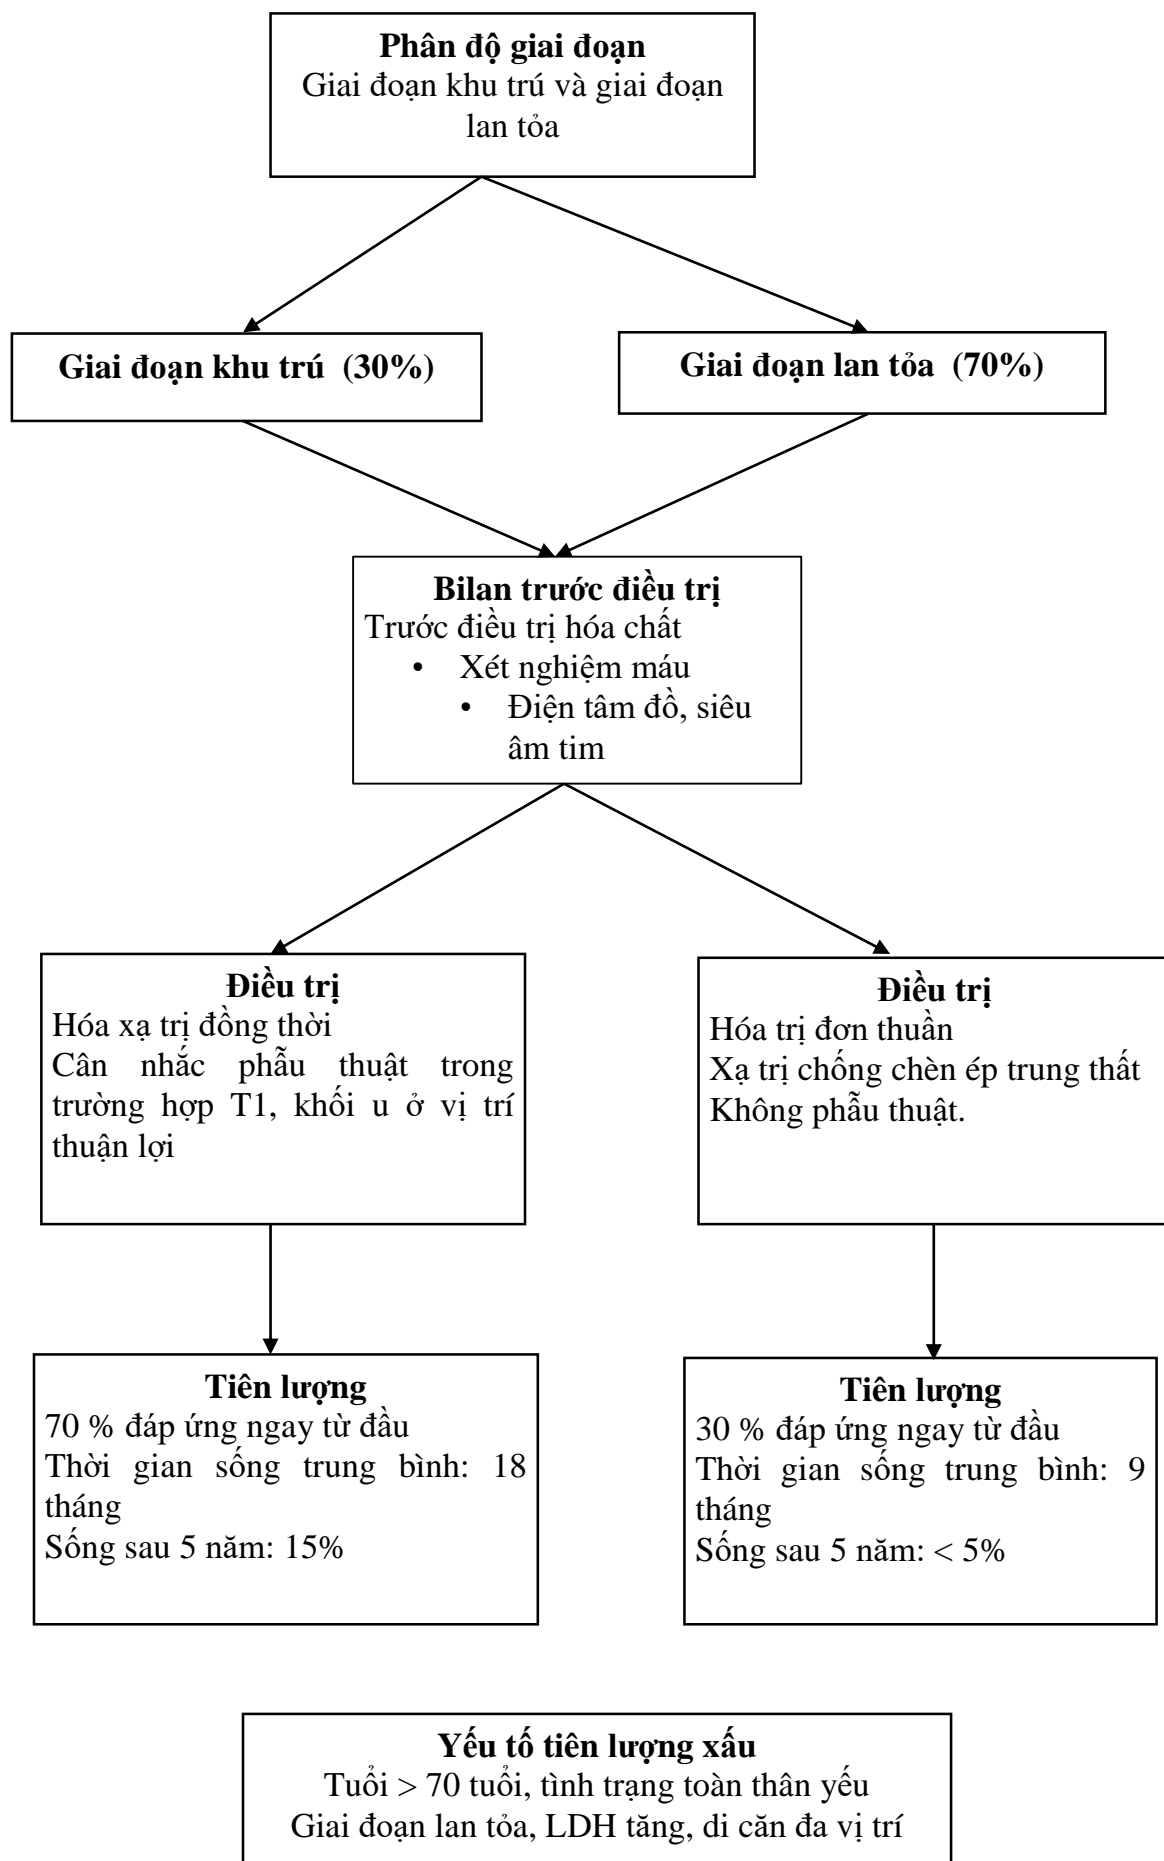 Phân độ giai đoạn
Giai đoạn khu trú và giai đoạn
lan tỏa
Giai đoạn khu trú (30%)
Giai đoạn lan tỏa (70%)
Bilan trước điều trị
Trước điều trị hóa chất
• Xét nghiệm máu
• Điện tâm đồ, siêu
âm tim
Điều trị
Hóa xạ trị đồng thời
Cân nhắc phẫu thuật trong
trường hợp T1, khối u ở vị trí
thuận lợi
Điều trị
Hóa trị đơn thuần
Xạ trị chống chèn ép trung thất
Không phẫu thuật.
Tiên lượng
70 % đáp ứng ngay từ đầu
Thời gian sống trung bình: 18
tháng
Sống sau 5 năm: 15%
Tiên lượng
30 % đáp ứng ngay từ đầu
Thời gian sống trung bình: 9
tháng
Sống sau 5 năm: < 5%
Yếu tố tiên lượng xấu
Tuổi > 70 tuổi, tình trạng toàn thân yếu
Giai đoạn lan tỏa, LDH tăng, di căn đa vị trí